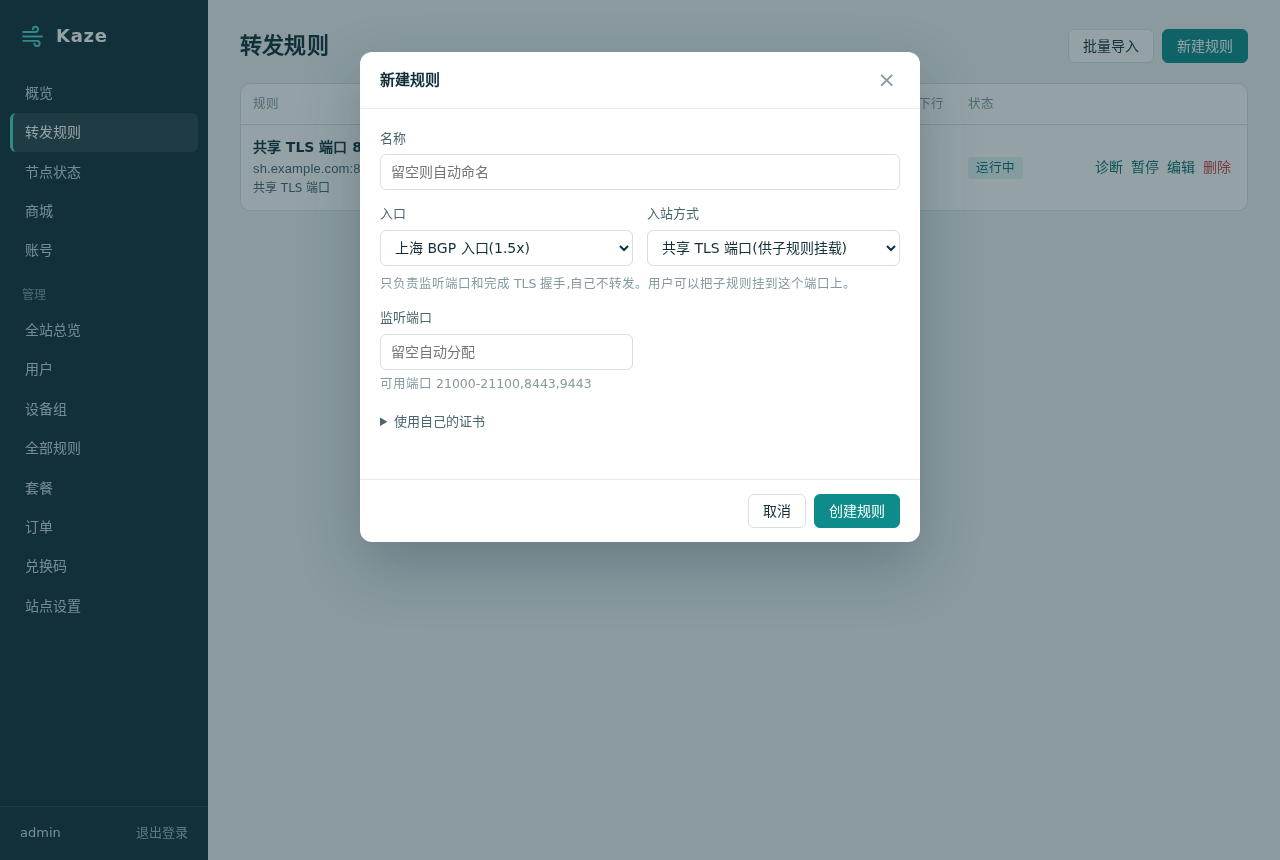 Kaze
概览
转发规则
节点状态
商城
账号
管理
全站总览
用户
设备组
全部规则
套餐
订单
兑换码
站点设置
admin
退出登录
转发规则
批量导入
新建规则
规则
下行
状态
共享 TLS 端口 8
sh.example.com:8
共享 TLS 端口
运行中
诊断 暂停 编辑 删除
新建规则
名称
留空则自动命名
入口
入站方式
上海 BGP 入口(1.5x)
共享 TLS 端口(供子规则挂载)
只负责监听端口和完成 TLS 握手,自己不转发。用户可以把子规则挂到这个端口上。
监听端口
留空自动分配
可用端口 21000-21100,8443,9443
使用自己的证书
取消
创建规则